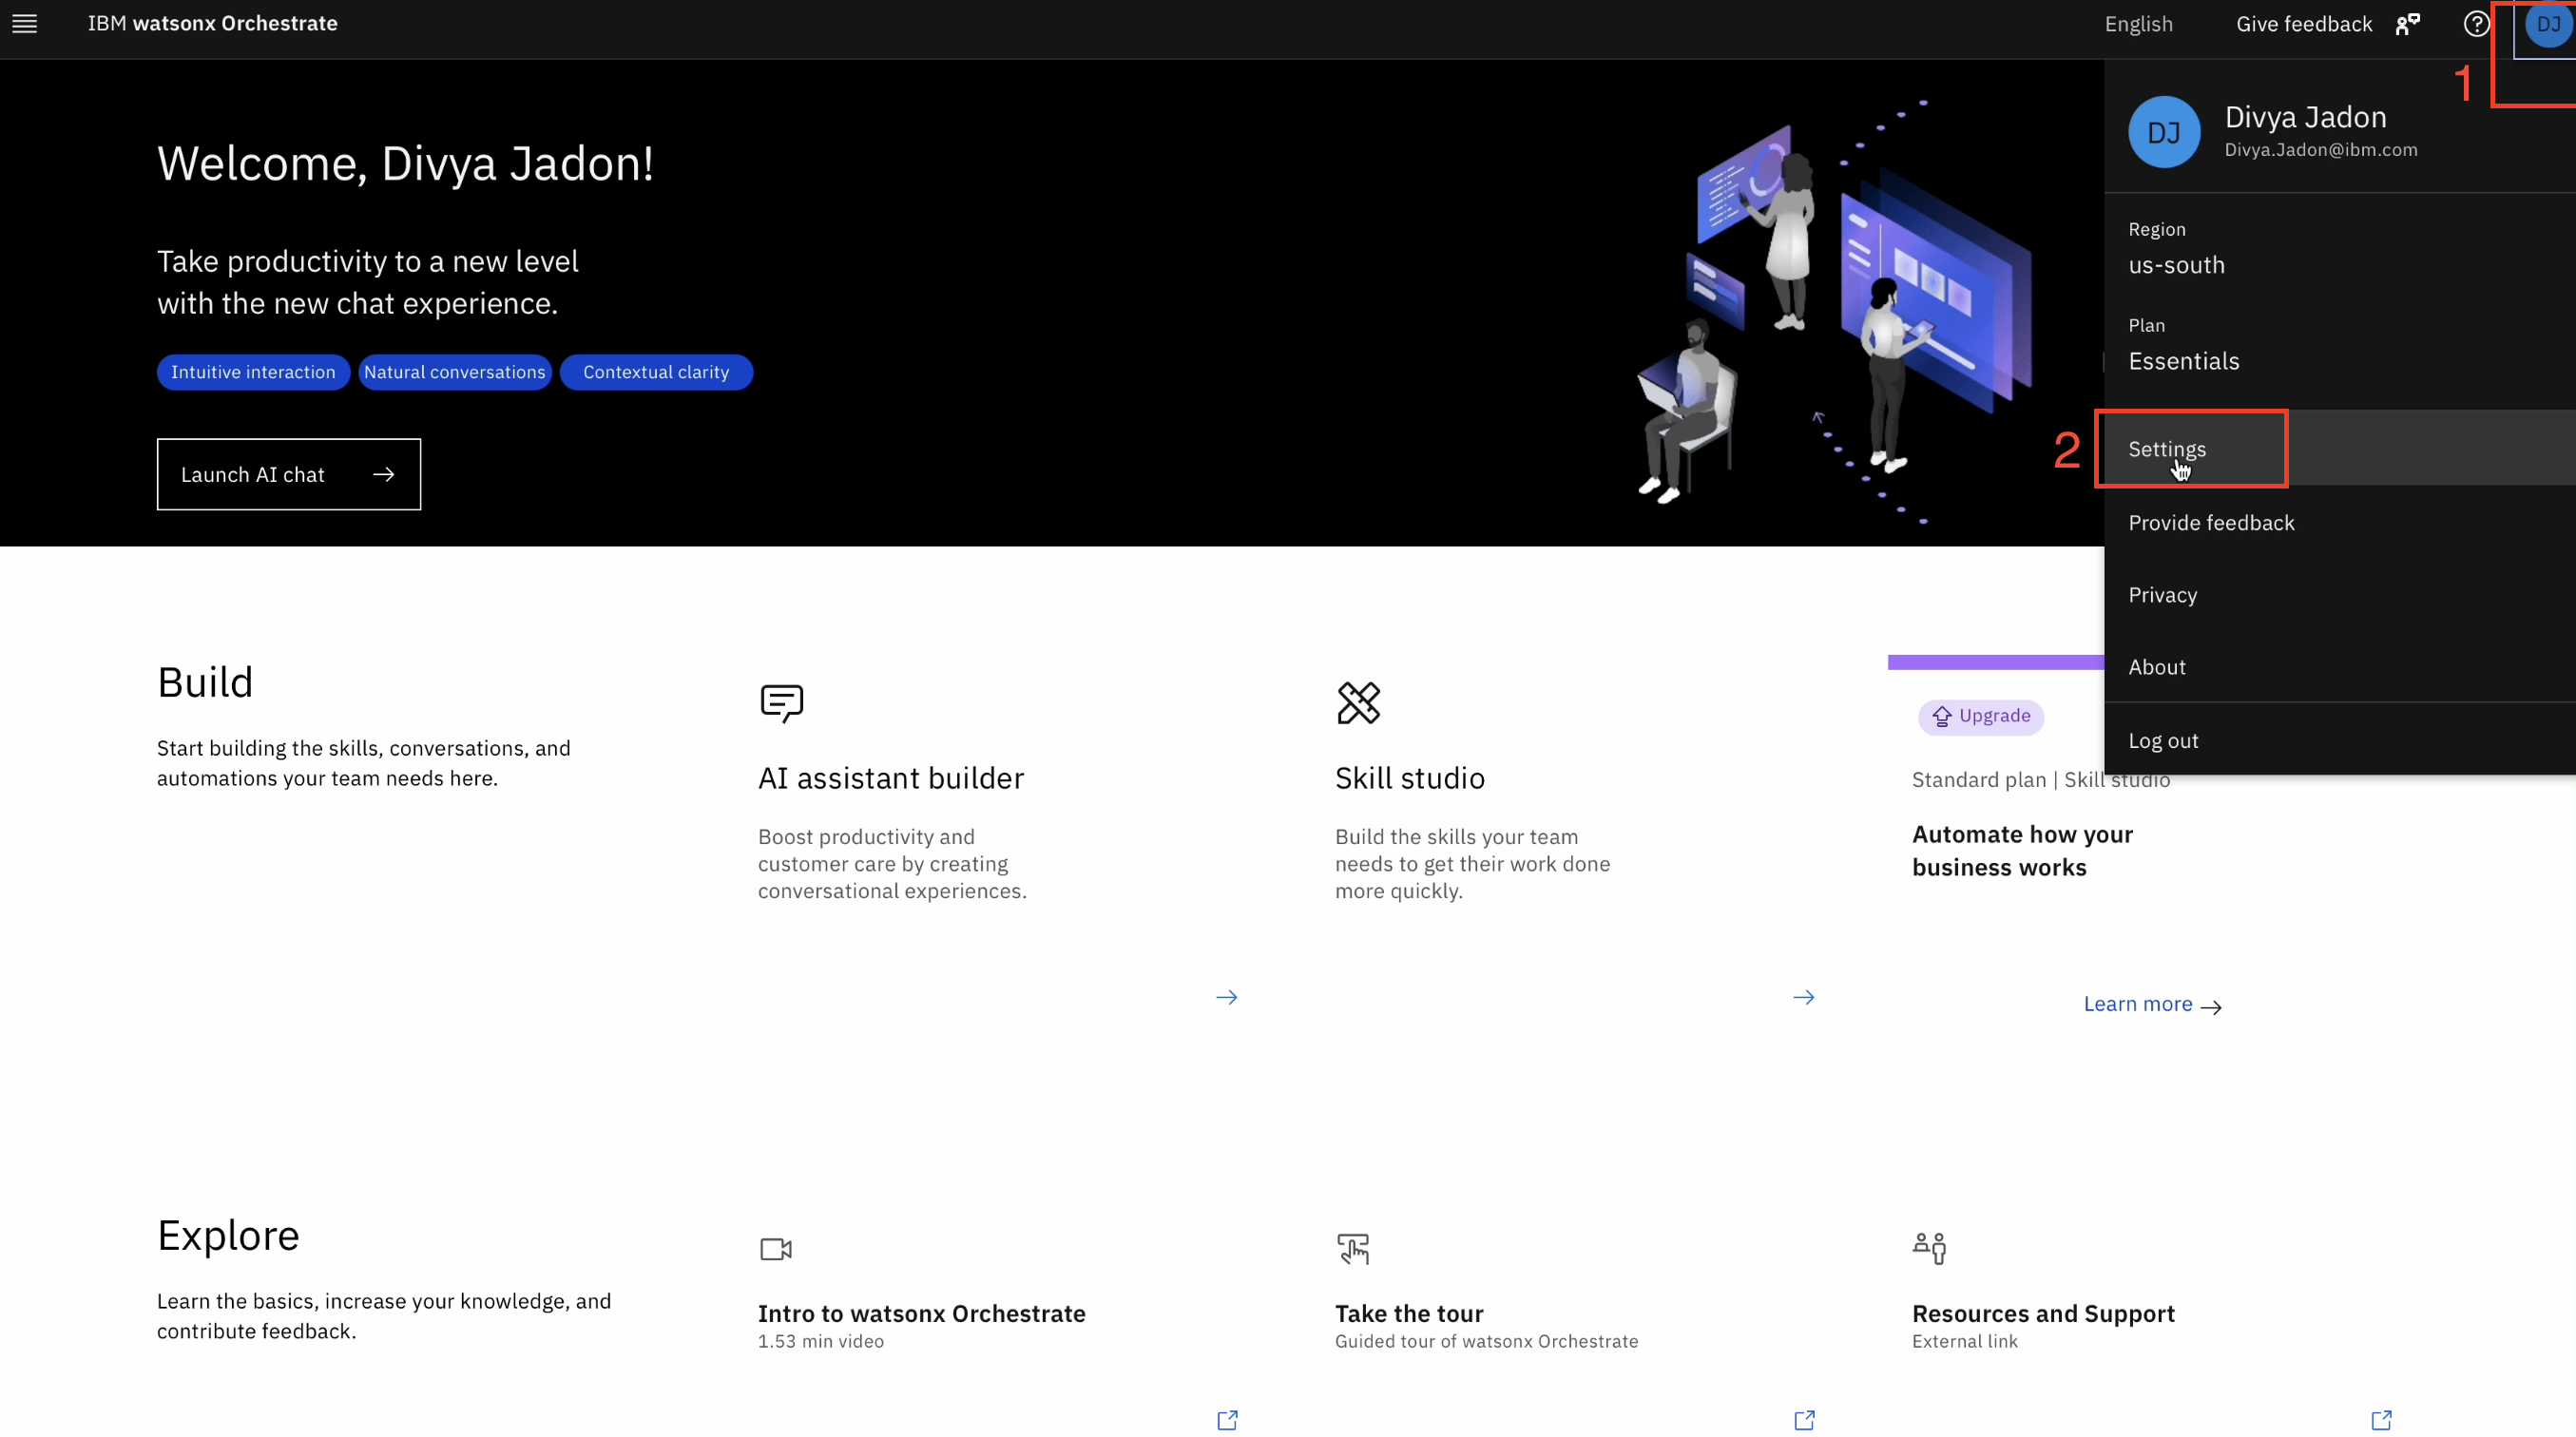 IBM watsonx Orchestrate
English
Give feedback
DJ
1
Divya Jadon
DJ
Divya.Jadon@ibm.com
Region
us-south
Plan
Essentials
2
Settings
Provide feedback
Privacy
About
Log out
Welcome, Divya Jadon!
Take productivity to a new level
with the new chat experience.
Intuitive interaction
Natural conversations
Contextual clarity
Launch AI chat
Build
Start building the skills, conversations, and
automations your team needs here.
AI assistant builder
Boost productivity and
customer care by creating
conversational experiences.
Skill studio
Build the skills your team
needs to get their work done
more quickly.
Upgrade
Standard plan | Skill studio
Automate how your
business works
Learn more
Explore
Learn the basics, increase your knowledge, and
contribute feedback.
Intro to watsonx Orchestrate
1.53 min video
Take the tour
Guided tour of watsonx Orchestrate
Resources and Support
External link